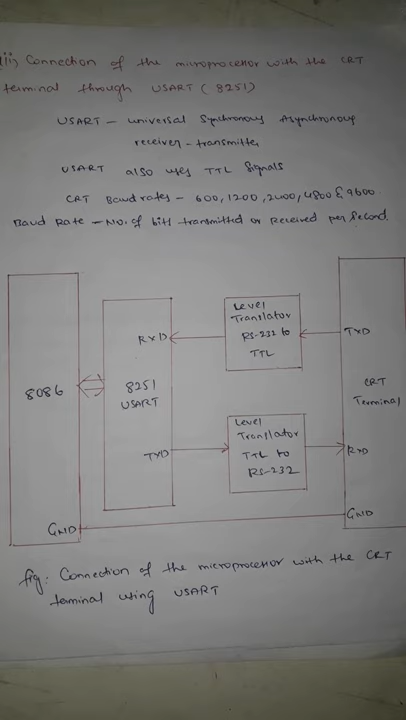 iii) Connection of the microprocessor with the CRT
terminal through USART (8251)
USART - universal Synchronous Asynchronous
receiver - transmitter
USART also uses TTL Signals
CRT Baud rates - 600, 1200, 2400, 4800 & 9600
Baud Rate - No. of bits transmitted or Received per Second.
8086
GND
RXD
8251
USART
TXD
Level
Translator
RS-232 to
TTL
Level
Translator
TTL to
RS-232
TXD
CRT
Terminal
RXD
GND
fig: Connection of the microprocessor with the CRT
terminal using USART